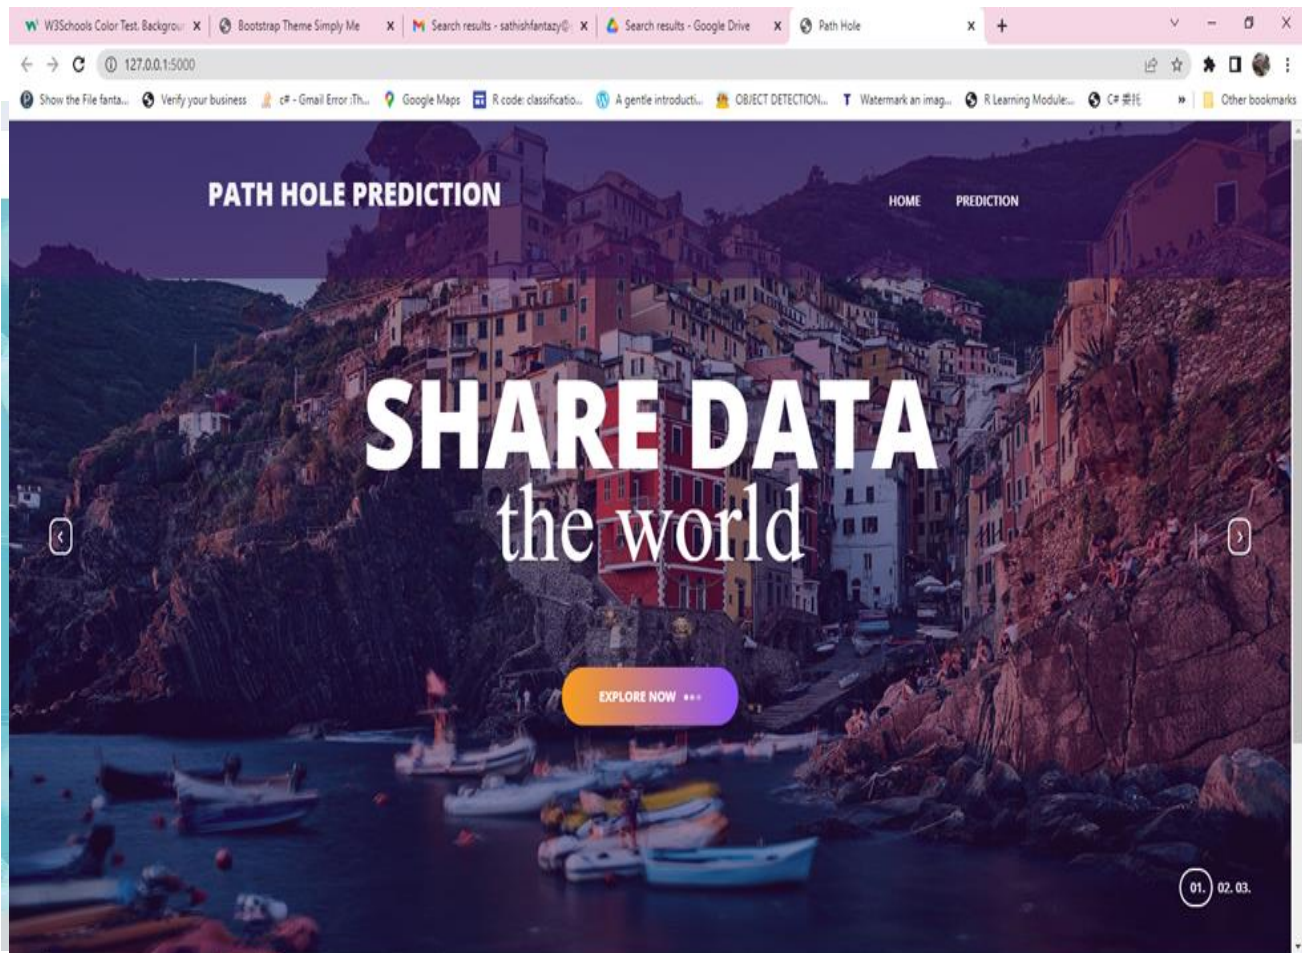 W3Schools Color Test. Backgrou
Bootstrap Theme Simply Me
Search results - sathishfantazy@
Search results - Google Drive
Path Hole
127.0.0.1:5000
Show the File fanta...
Verify your business
c# - Gmail Error :Th...
Google Maps
R code: classificatio...
A gentle introducti...
OBJECT DETECTION...
T Watermark an imag...
R Learning Module:...
C# 委托
»
Other bookmarks
PATH HOLE PREDICTION
HOME PREDICTION
SHARE DATA
the world
EXPLORE NOW
01. 02. 03.